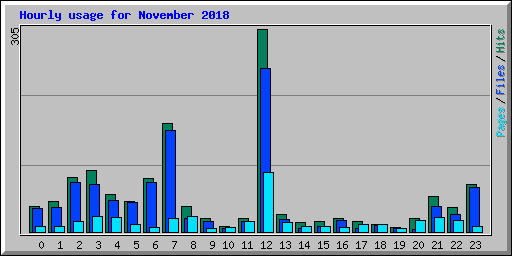 Hourly usage for November 2018
305
Pages / Files / Hits
0 1 2 3 4 5 6 7 8 9 10 11 12 13 14 15 16 17 18 19 20 21 22 23